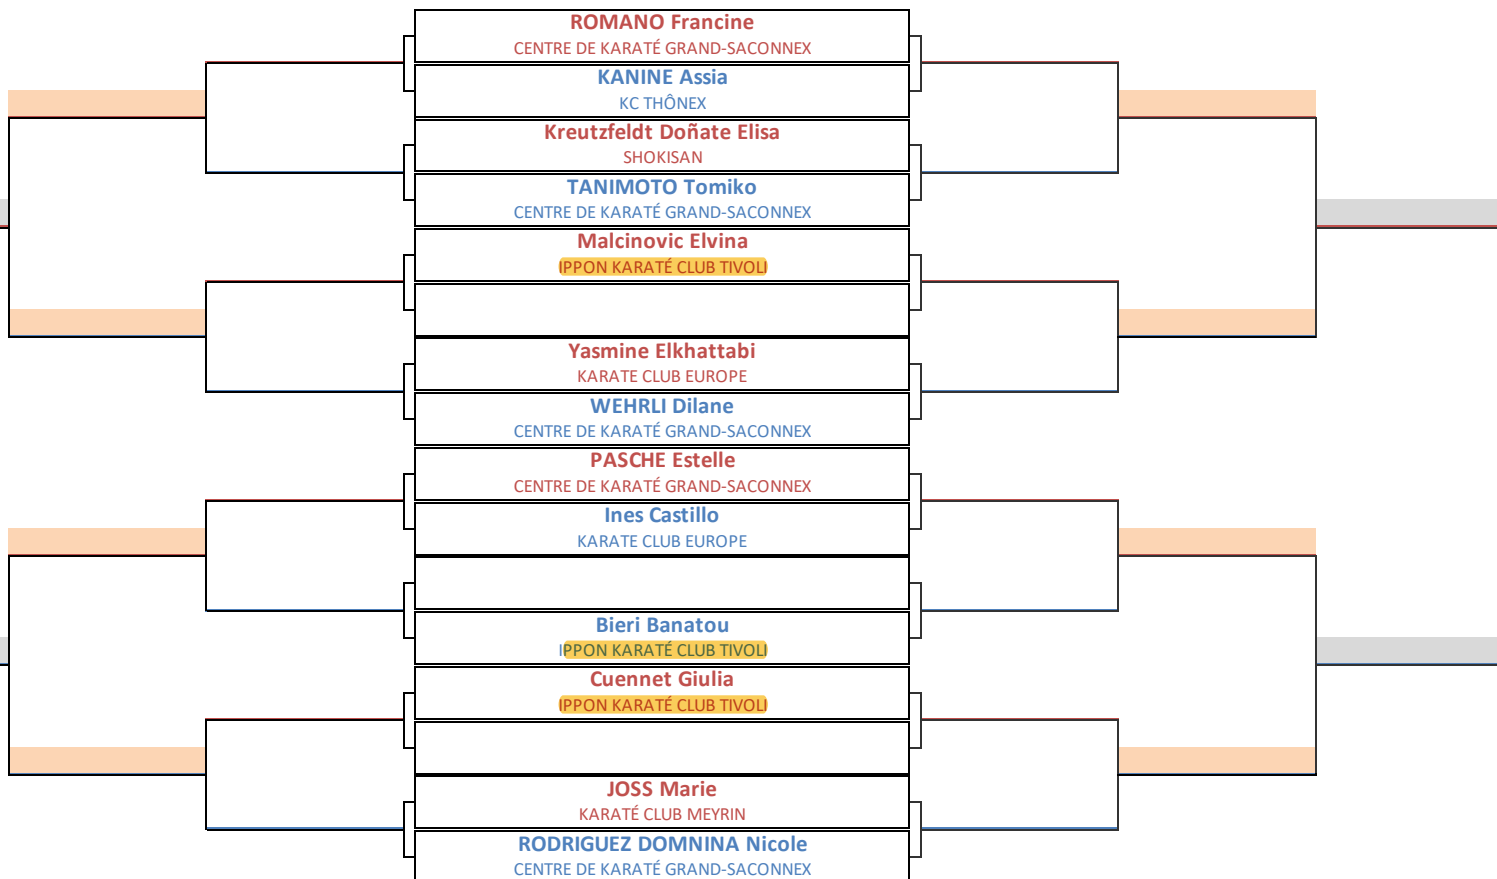 ROMANO Francine
CENTRE DE KARATÉ GRAND-SACONNEX
KANINE Assia
KC THÔNEX
Kreutzfeldt Doñate Elisa
SHOKISAN
TANIMOTO Tomiko
CENTRE DE KARATÉ GRAND-SACONNEX
Malcinovic Elvina
IPPON KARATÉ CLUB TIVOLI
Yasmine Elkhattabi
KARATE CLUB EUROPE
WEHRLI Dilane
CENTRE DE KARATÉ GRAND-SACONNEX
PASCHE Estelle
CENTRE DE KARATÉ GRAND-SACONNEX
Ines Castillo
KARATE CLUB EUROPE
Bieri Banatou
IPPON KARATÉ CLUB TIVOLI
Cuennet Giulia
IPPON KARATÉ CLUB TIVOLI
JOSS Marie
KARATÉ CLUB MEYRIN
RODRIGUEZ DOMNINA Nicole
CENTRE DE KARATÉ GRAND-SACONNEX